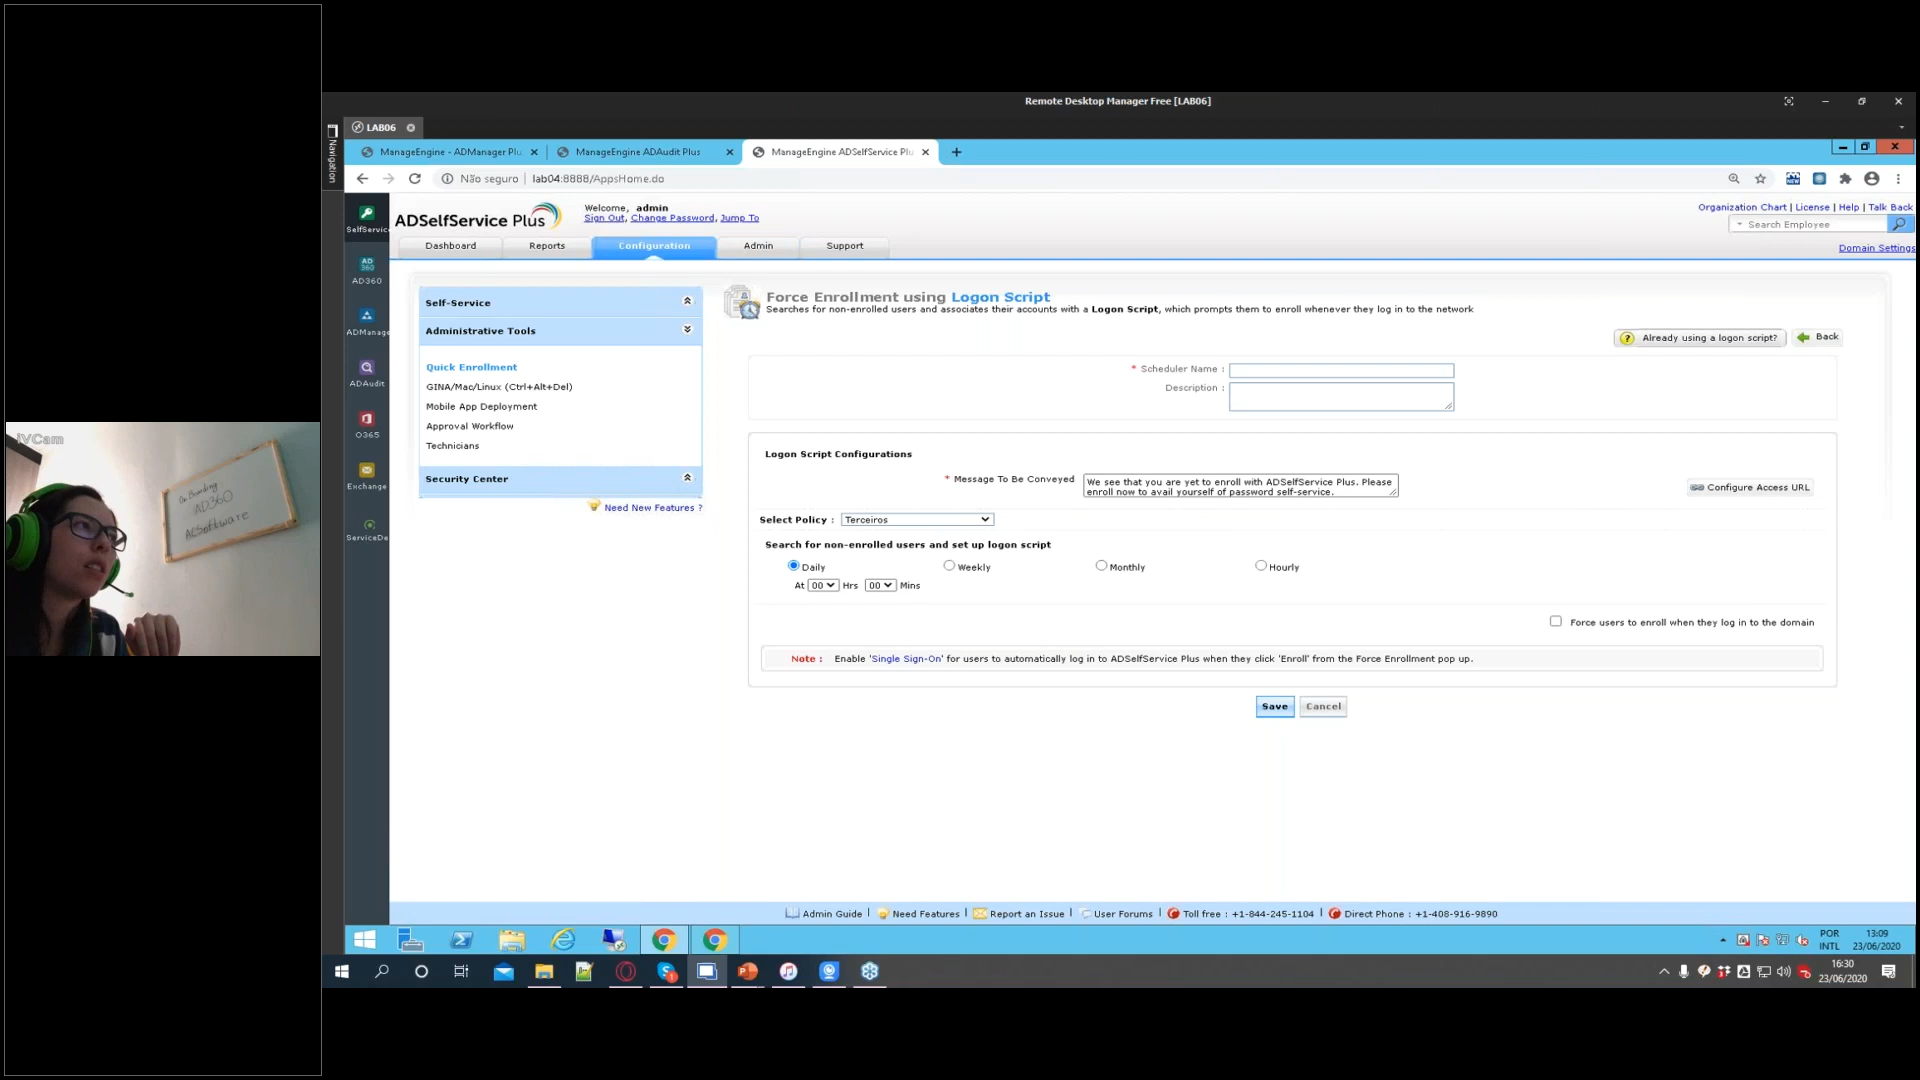 Remote Desktop Manager Free [LAB06]
LAB06
Navigation
ManageEngine - ADManager Plu
ManageEngine ADAudit Plus
ManageEngine ADSelfService Plu
Não seguro
lab04:8888/AppsHome.do
SelfService
AD360
ADManage
ADAudit
O365
Exchange
ServiceDe
ADSelfService Plus
Welcome, admin
Sign Out, Change Password, Jump To
Organization Chart | License | Help | Talk Back
Search Employee
Domain Settings
Dashboard
Reports
Configuration
Admin
Support
Self-Service
Administrative Tools
Quick Enrollment
GINA/Mac/Linux (Ctrl+Alt+Del)
Mobile App Deployment
Approval Workflow
Technicians
Security Center
Need New Features ?
Force Enrollment using Logon Script
Searches for non-enrolled users and associates their accounts with a Logon Script, which prompts them to enroll whenever they log in to the network
Already using a logon script?
Back
* Scheduler Name :
Description :
Logon Script Configurations
* Message To Be Conveyed
We see that you are yet to enroll with ADSelfService Plus. Please
enroll now to avail yourself of password self-service.
Configure Access URL
Select Policy : Terceiros
Search for non-enrolled users and set up logon script
Daily
Weekly
Monthly
Hourly
At 00 Hrs 00 Mins
Force users to enroll when they log in to the domain
Note : Enable 'Single Sign-On' for users to automatically log in to ADSelfService Plus when they click 'Enroll' from the Force Enrollment pop up.
Save
Cancel
Admin Guide | Need Features | Report an Issue | User Forums | Toll free : +1-844-245-1104 | Direct Phone : +1-408-916-9890
POR
INTL
13:09
23/06/2020
16:30
23/06/2020
iVCam
On Boarding
AD360
ACSoftware